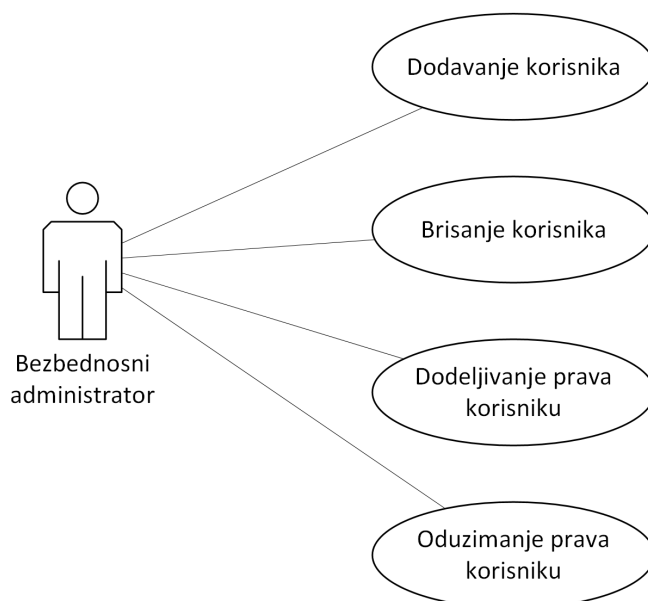 Dodavanje korisnika
Brisanje korisnika
Bezbednosni
administrator
Dodeljivanje prava
korisniku
Oduzimanje prava
korisniku